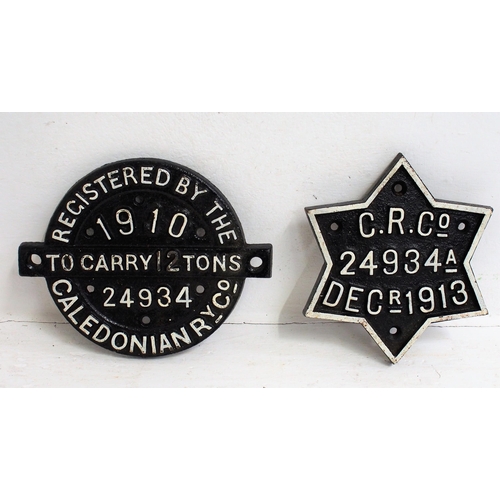 REGISTERED BY THE
1910
TO CARRY 12 TONS
24934
CALEDONIAN RY Co
C.R.Co
24934A
DECR 1913